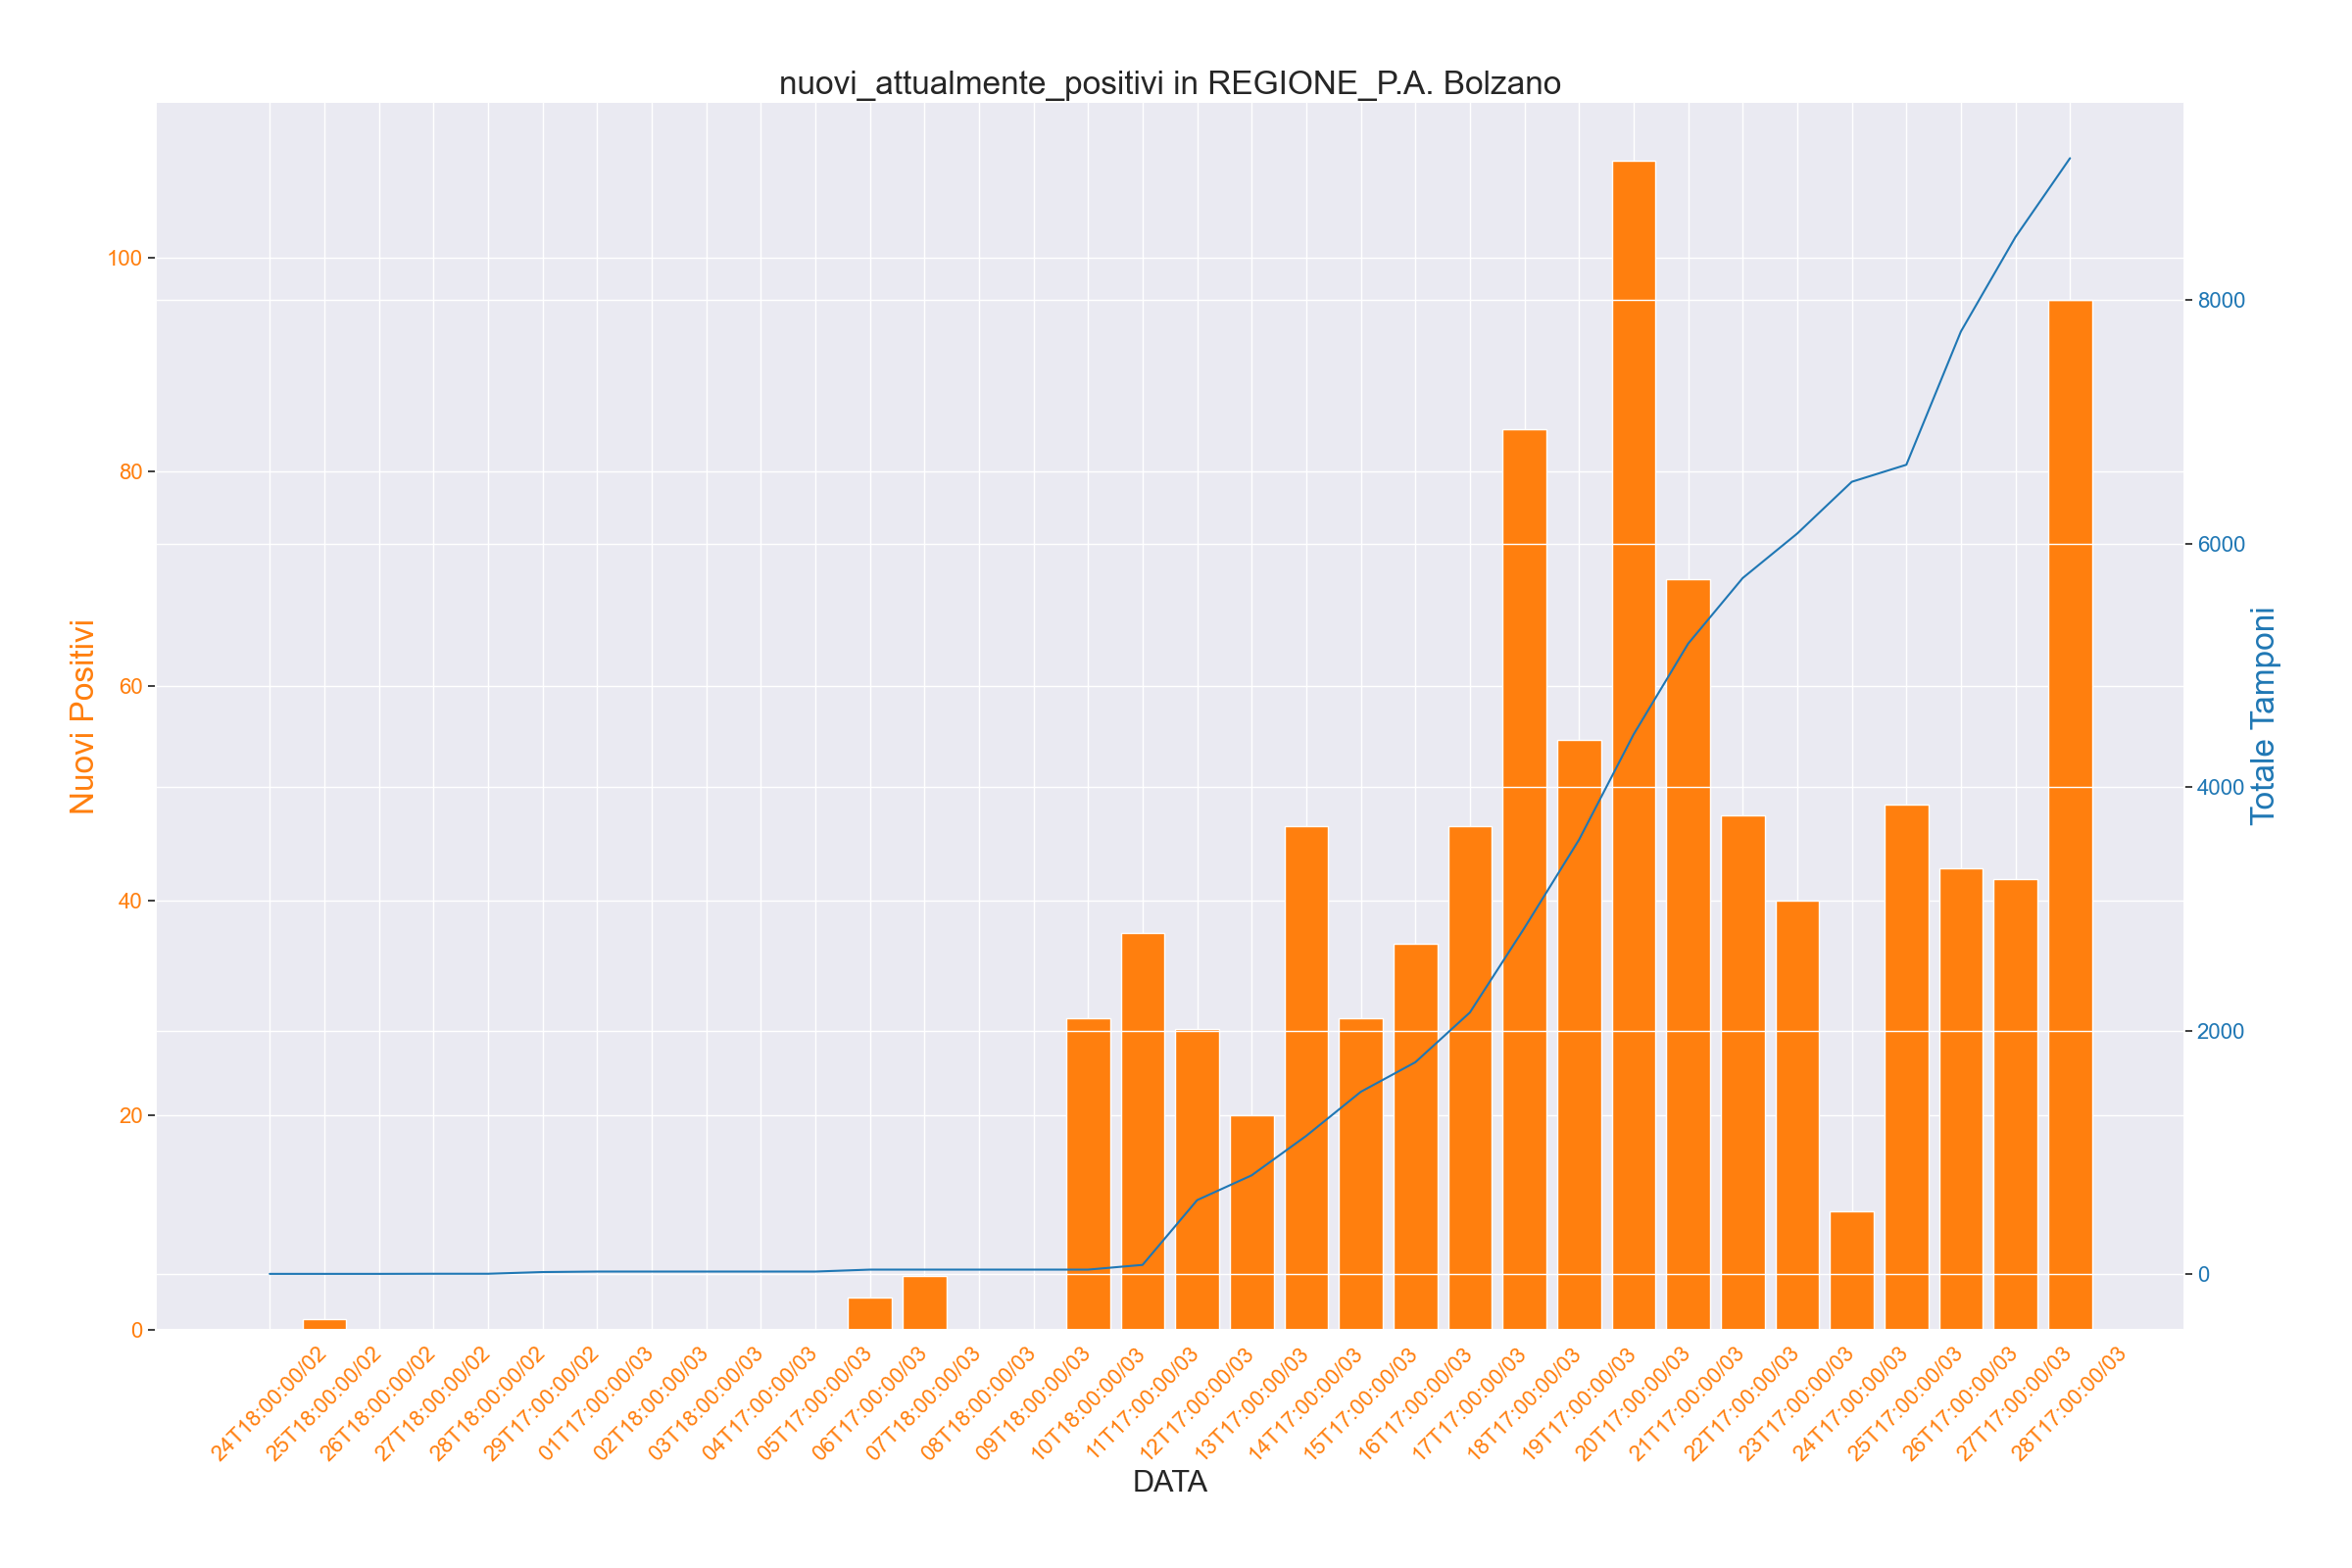 nuovi_attualmente_positivi in REGIONE_P.A. Bolzano
Nuovi Positivi
100
80
60
40
20
0
Totale Tamponi
8000
6000
4000
2000
0
24T18:00:00/02
25T18:00:00/02
26T18:00:00/02
27T18:00:00/02
28T18:00:00/02
29T17:00:00/02
01T17:00:00/03
02T18:00:00/03
03T18:00:00/03
04T17:00:00/03
05T17:00:00/03
06T17:00:00/03
07T18:00:00/03
08T18:00:00/03
09T18:00:00/03
10T18:00:00/03
11T17:00:00/03
12T17:00:00/03
13T17:00:00/03
14T17:00:00/03
15T17:00:00/03
16T17:00:00/03
17T17:00:00/03
18T17:00:00/03
19T17:00:00/03
20T17:00:00/03
21T17:00:00/03
22T17:00:00/03
23T17:00:00/03
24T17:00:00/03
25T17:00:00/03
26T17:00:00/03
27T17:00:00/03
28T17:00:00/03
DATA